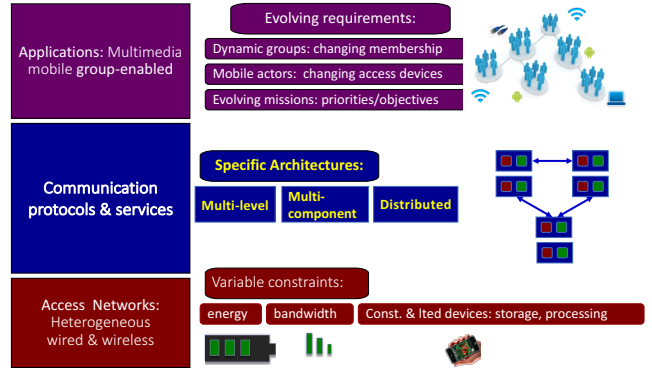 Applications: Multimedia
mobile group-enabled
Evolving requirements:
Dynamic groups: changing membership
Mobile actors: changing access devices
Evolving missions: priorities/objectives
Communication
protocols & services
Specific Architectures:
Multi-level
Multi-
component
Distributed
Access Networks:
Heterogeneous
wired & wireless
Variable constraints:
energy
bandwidth
Const. & lted devices: storage, processing